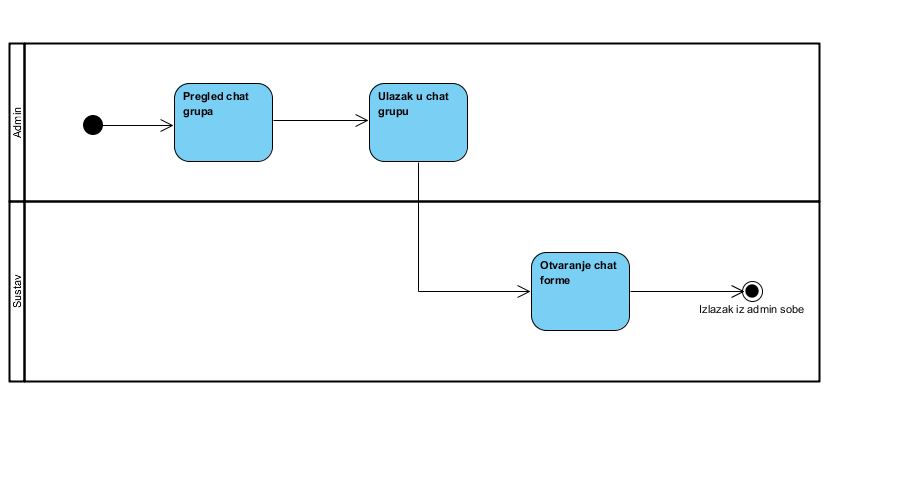 Admin
Pregled chat
grupa
Ulazak u chat
grupu
Sustav
Otvaranje chat
forme
Izlazak iz admin sobe